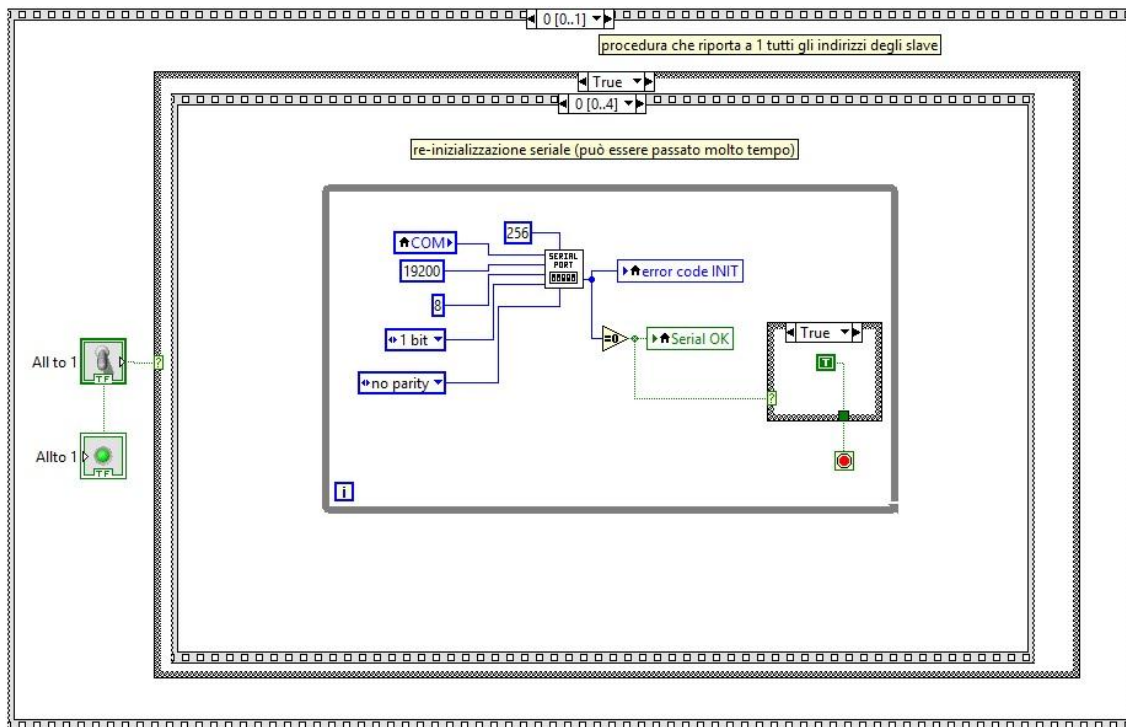 0 [0..1]
procedura che riporta a 1 tutti gli indirizzi degli slave
True
0 [0..4]
re-inizializzazione seriale (può essere passato molto tempo)
COM
256
SERIAL
PORT
19200
error code INIT
8
True
1 bit
=0
Serial OK
T
All to 1
TF
?
no parity
?
Allto 1
TF
i